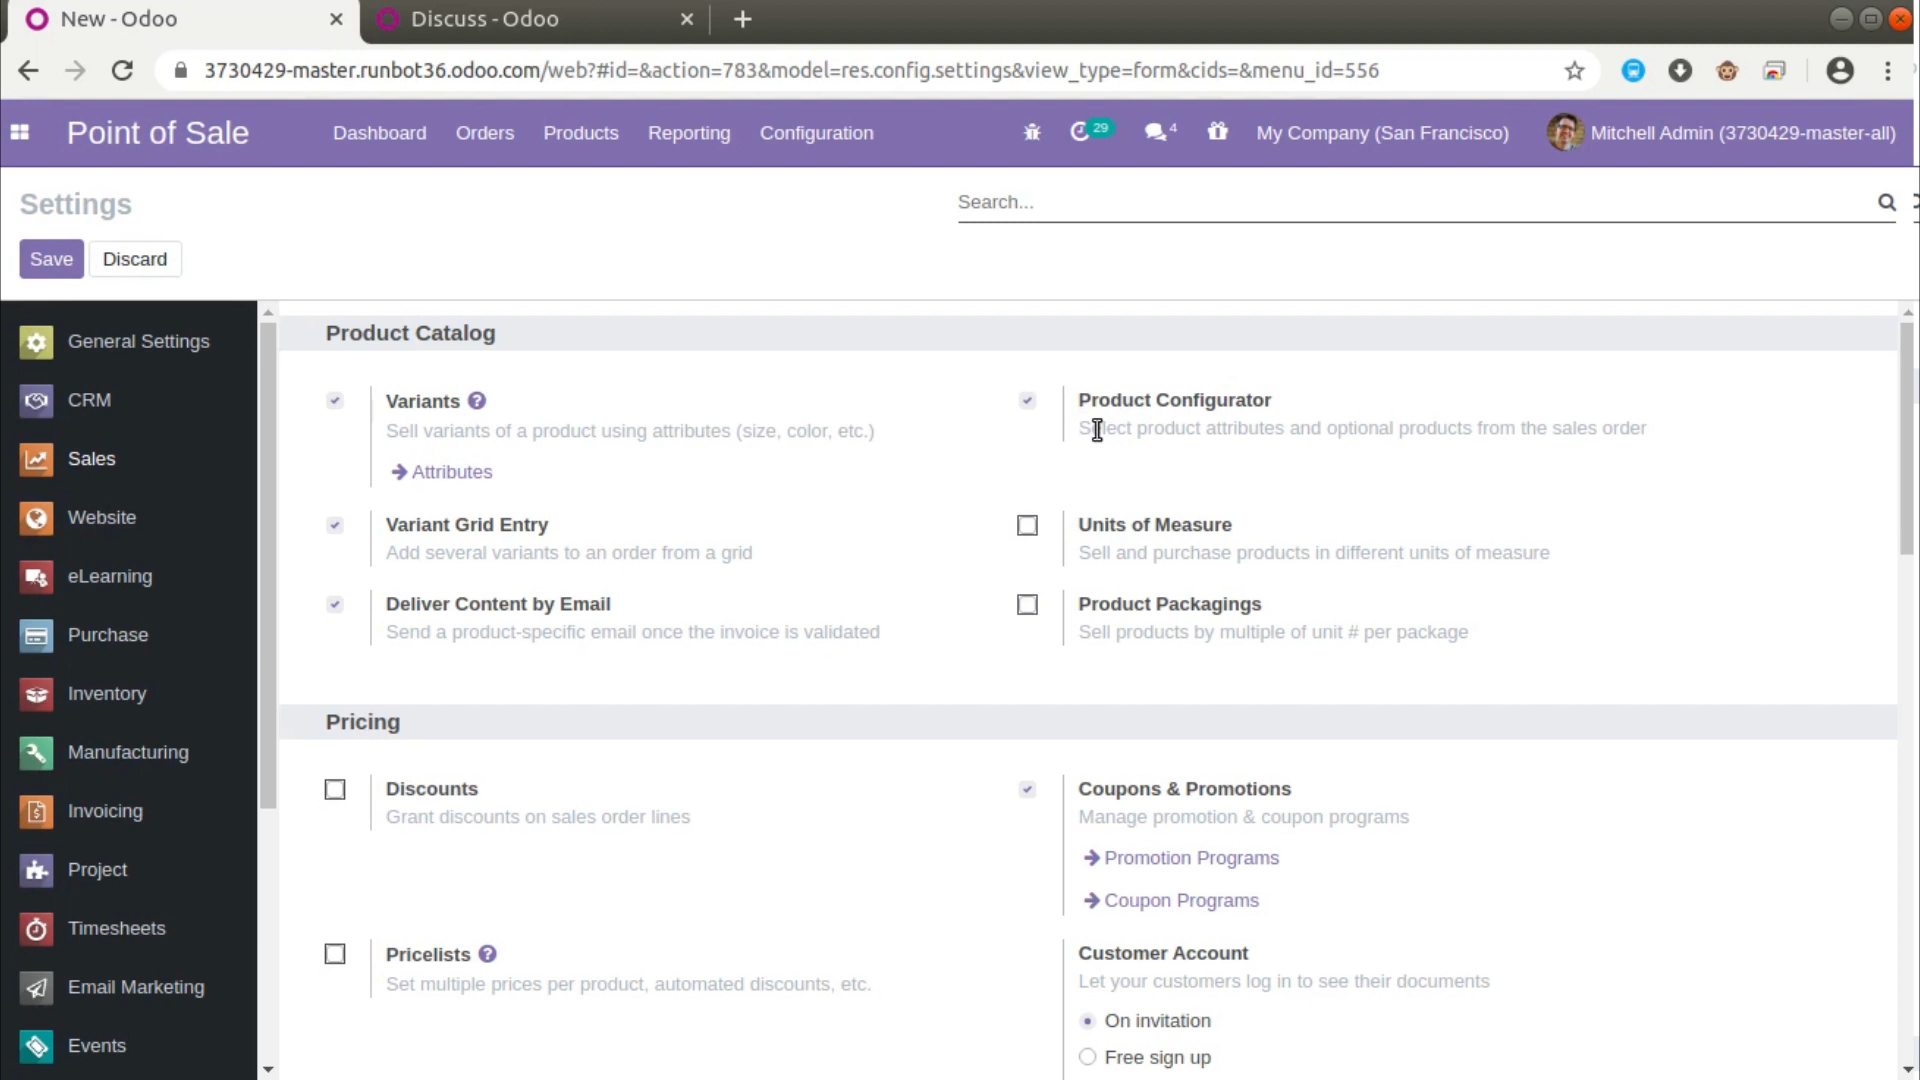 New - Odoo
Discuss - Odoo
3730429-master.runbot36.odoo.com/web?#id=&action=783&model=res.config.settings&view_type=form&cids=&menu_id=556
Point of Sale
Dashboard
Orders
Products
Reporting
Configuration
29
4
My Company (San Francisco)
Mitchell Admin (3730429-master-all)
Settings
Search...
Save
Discard
General Settings
CRM
Sales
Website
eLearning
Purchase
Inventory
Manufacturing
Invoicing
Project
Timesheets
Email Marketing
Events
Product Catalog
Variants
Sell variants of a product using attributes (size, color, etc.)
Attributes
Product Configurator
Select product attributes and optional products from the sales order
Variant Grid Entry
Add several variants to an order from a grid
Units of Measure
Sell and purchase products in different units of measure
Deliver Content by Email
Send a product-specific email once the invoice is validated
Product Packagings
Sell products by multiple of unit # per package
Pricing
Discounts
Grant discounts on sales order lines
Coupons & Promotions
Manage promotion & coupon programs
Promotion Programs
Coupon Programs
Pricelists
Set multiple prices per product, automated discounts, etc.
Customer Account
Let your customers log in to see their documents
On invitation
Free sign up